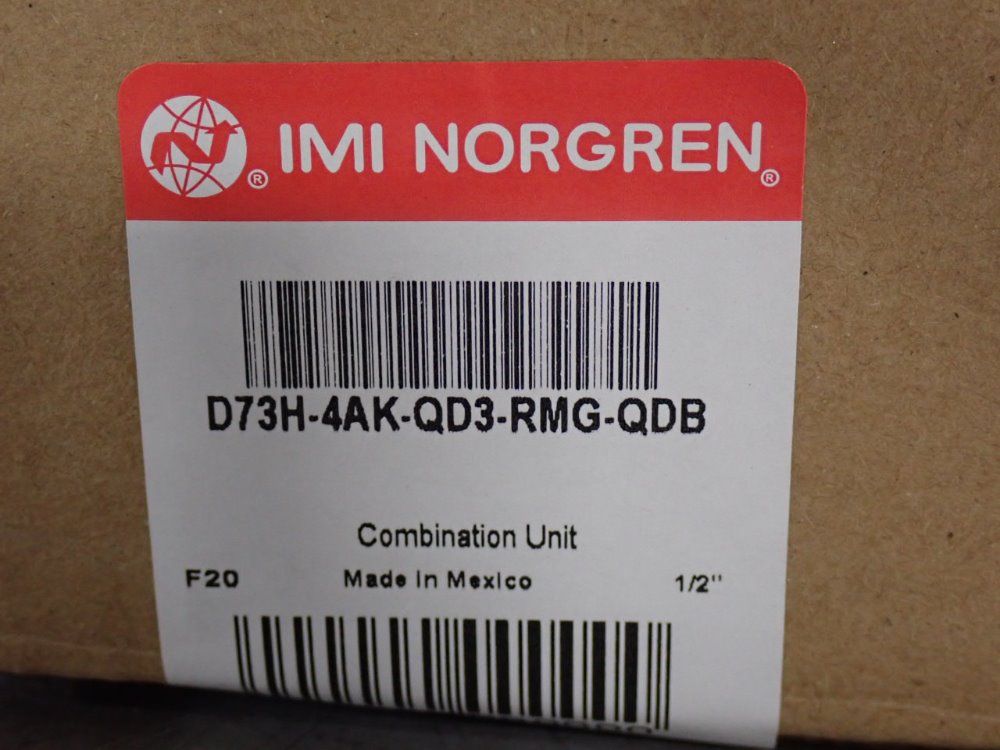 ® IMI NORGREN®
D73H-4AK-QD3-RMG-QDB
Combination Unit
F20 Made in Mexico 1/2"